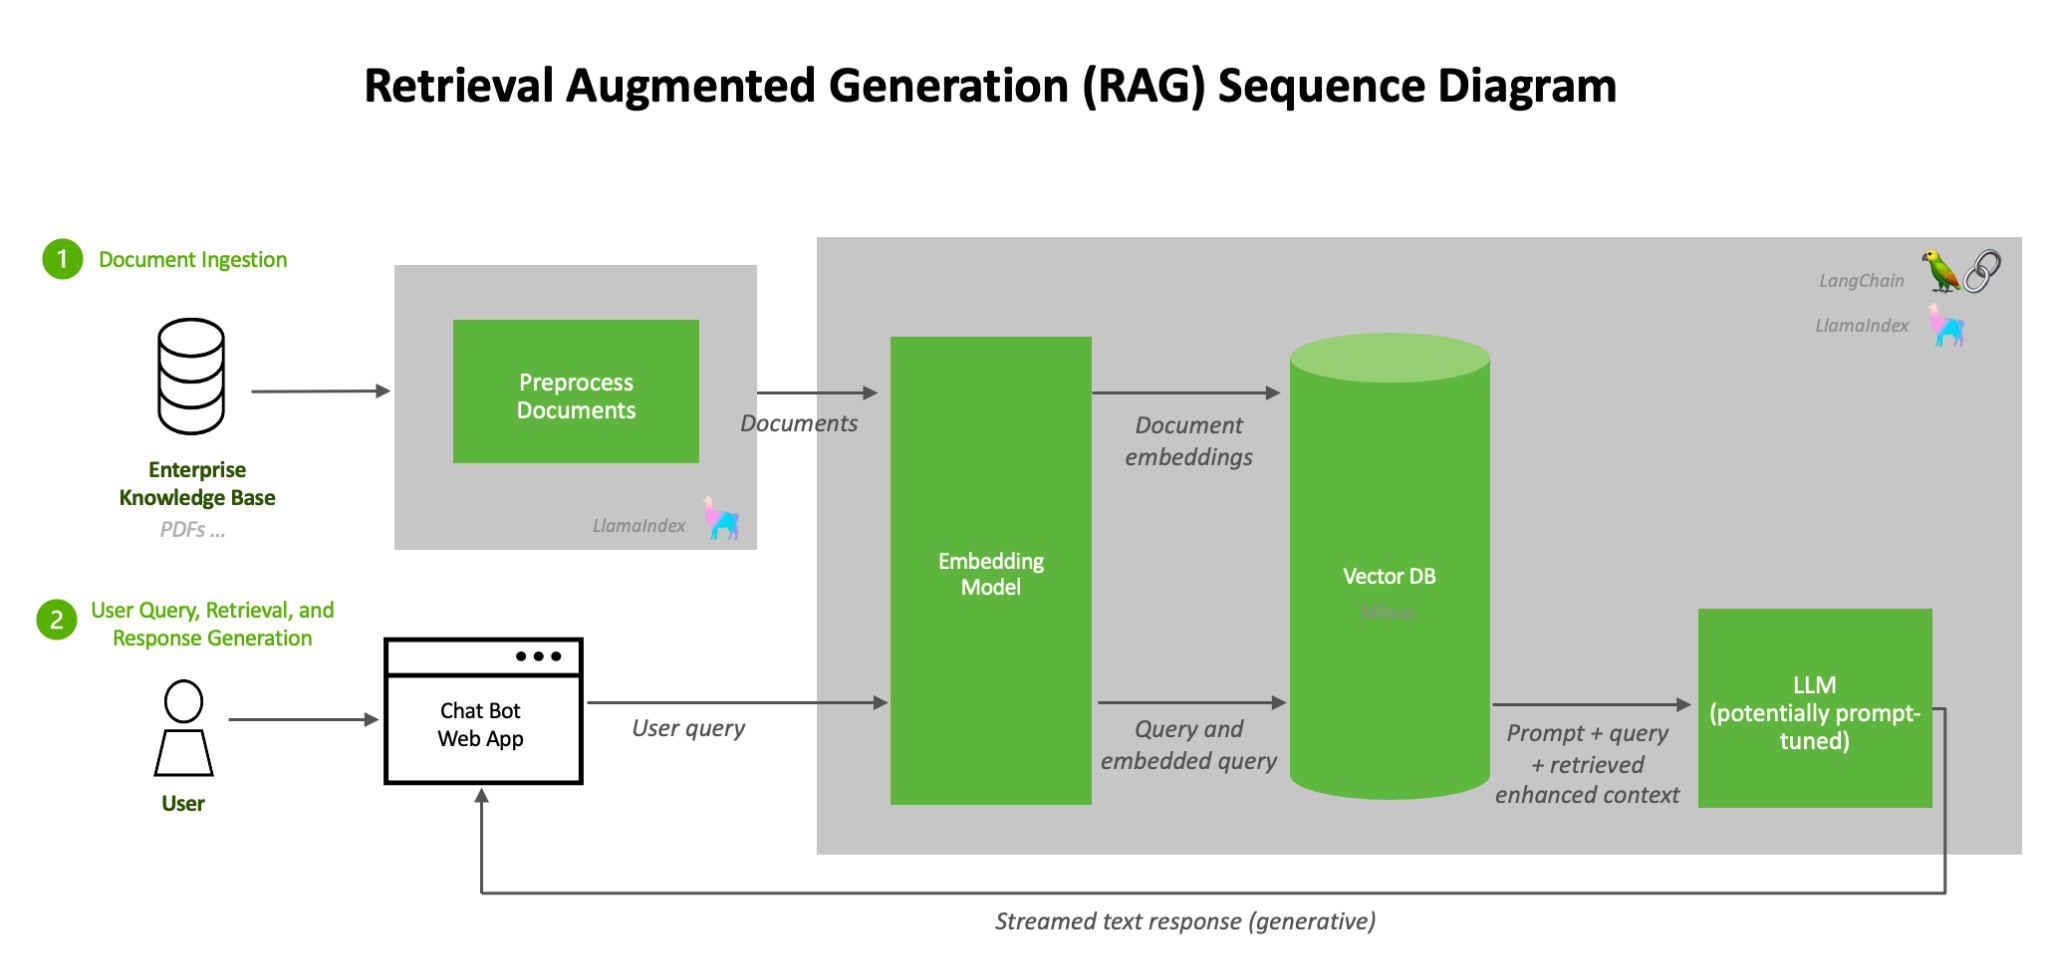 Retrieval Augmented Generation (RAG) Sequence Diagram
1
Document Ingestion
Enterprise
Knowledge Base
PDFs ...
Preprocess
Documents
LlamaIndex
Documents
LangChain
LlamaIndex
Embedding
Model
Document
embeddings
Vector DB
Milvus
2
User Query, Retrieval, and
Response Generation
User
Chat Bot
Web App
User query
Query and
embedded query
Prompt + query
+ retrieved
enhanced context
LLM
(potentially prompt-
tuned)
Streamed text response (generative)